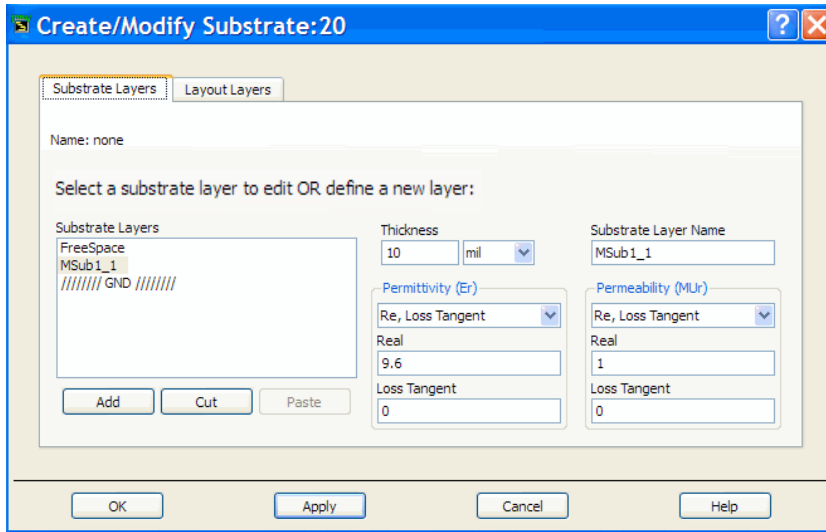 Create/Modify Substrate:20
Substrate Layers
Layout Layers
Name: none
Select a substrate layer to edit OR define a new layer:
Substrate Layers
FreeSpace
MSub1_1
//////// GND ////////
Add
Cut
Paste
Thickness
10
mil
Substrate Layer Name
MSub1_1
Permittivity (Er)
Re, Loss Tangent
Real
9.6
Loss Tangent
0
Permeability (MUr)
Re, Loss Tangent
Real
1
Loss Tangent
0
OK
Apply
Cancel
Help